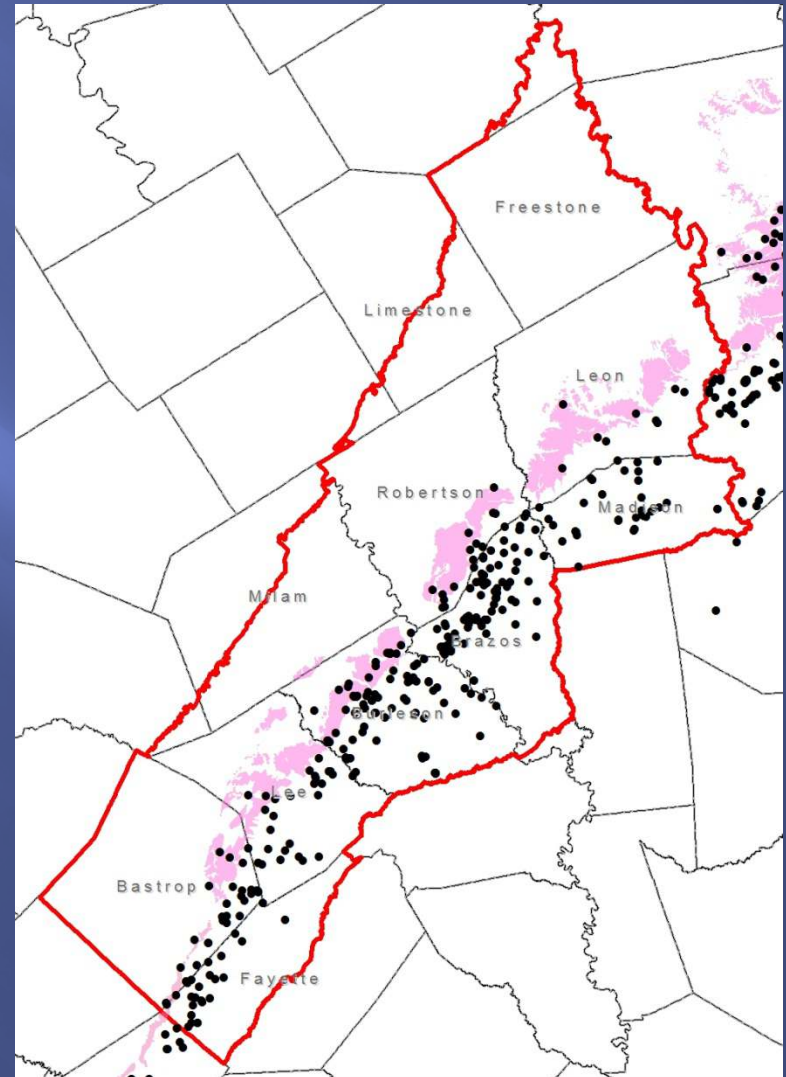 Freestone
Limestone
Leon
Robertson
Madison
Milam
Brazos
Burleson
Lee
Bastrop
Fayette